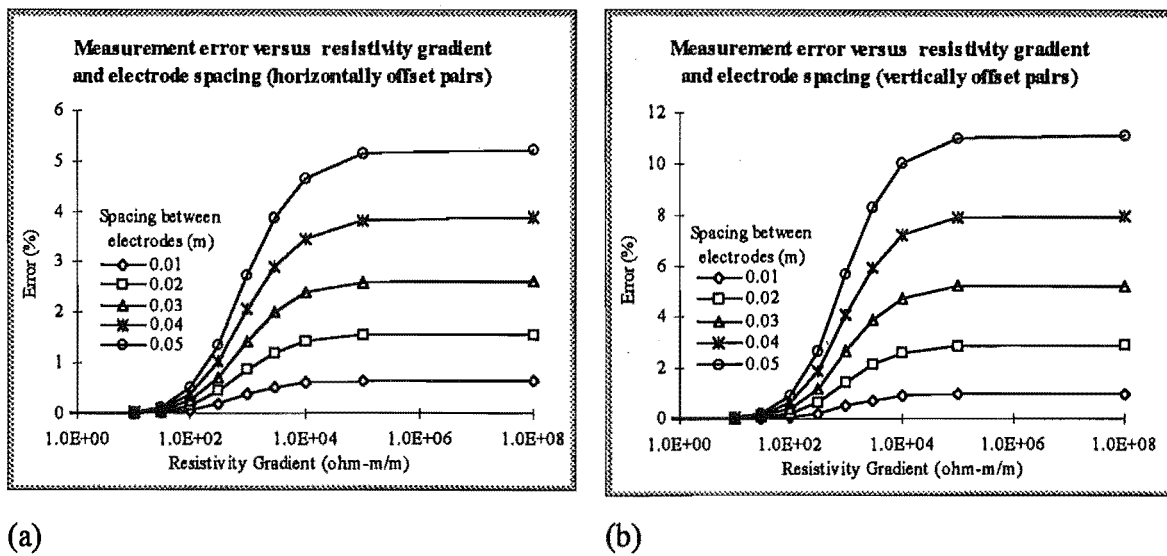 Measurement error versus resistivity gradient
and electrode spacing (horizontally offset pairs)
6
5
4
3
2
1
0
Error (%)
Spacing between
electrodes (m)
0.01
0.02
0.03
0.04
0.05
1.0E+00 1.0E+02 1.0E+04 1.0E+06 1.0E+08
Resistivity Gradient (ohm-m/m)
(a)
Measurement error versus resistivity gradient
and electrode spacing (vertically offset pairs)
12
10
8
6
4
2
0
Error (%)
Spacing between
electrodes (m)
0.01
0.02
0.03
0.04
0.05
1.0E+00 1.0E+02 1.0E+04 1.0E+06 1.0E+08
Resistivity Gradient (ohm-m/m)
(b)